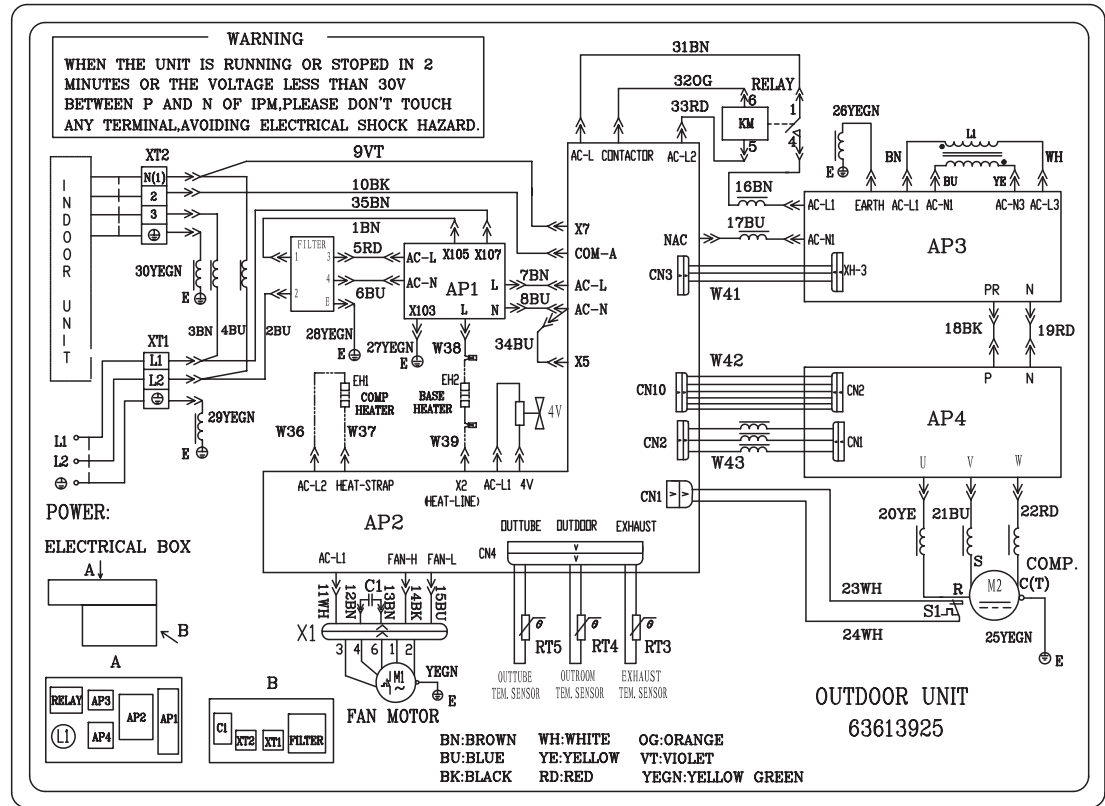 WARNING
WHEN THE UNIT IS RUNNING OR STOPED IN 2
MINUTES OR THE VOLTAGE LESS THAN 30V
BETWEEN P AND N OF IPM,PLEASE DON'T TOUCH
ANY TERMINAL,AVOIDING ELECTRICAL SHOCK HAZARD.
INDOOR UNIT
XT2
N(1)
2
3
9VT
10BK
35BN
1BN
5RD
6BU
30YEGN
E
3BN
4BU
2BU
FILTER
1
3
4
2
E
28YEGN
E
27YEGN
E
X105
X107
AC-L
AC-N
AP1
L
N
X103
L
7BN
8BU
34BU
W38
XT1
L1
L2
29YEGN
E
L1
L2
POWER:
EH1
COMP
HEATER
EH2
BASE
HEATER
4V
W36
W37
W39
31BN
32OG
33RD
RELAY
6
KM
5
1
4
AC-L
CONTACTOR
AC-L2
X7
COM-A
AC-L
AC-N
X5
NAC
16BN
17BU
CN3
XH-3
W41
26YEGN
E
BN
L1
WH
BU
YE
AC-L1
EARTH
AC-L1
AC-N1
AC-N3
AC-L3
AC-N1
AP3
PR
N
18BK
19RD
W42
CN10
CN2
P
N
AP4
CN2
CN1
W43
U
V
W
AC-L2
HEAT-STRAP
X2
(HEAT-LINE)
AC-L1
4V
CN1
AP2
OUTTUBE
OUTDOOR
EXHAUST
CN4
AC-L1
FAN-H
FAN-L
11WH
12BN
C1
13BN
14BK
15BU
X1
3
4
6
1
2
M1
~
YEGN
E
FAN MOTOR
RT5
RT4
RT3
OUTTUBE
TEM. SENSOR
OUTROOM
TEM. SENSOR
EXHAUST
TEM. SENSOR
20YE
21BU
22RD
S
R
M2
COMP.
C(T)
23WH
S1
24WH
25YEGN
E
ELECTRICAL BOX
A
B
A
RELAY
AP3
AP2
AP1
L1
AP4
B
C1
XT2
XT1
FILTER
OUTDOOR UNIT
63613925
BN:BROWN WH:WHITE OG:ORANGE
BU:BLUE YE:YELLOW VT:VIOLET
BK:BLACK RD:RED YEGN:YELLOW GREEN